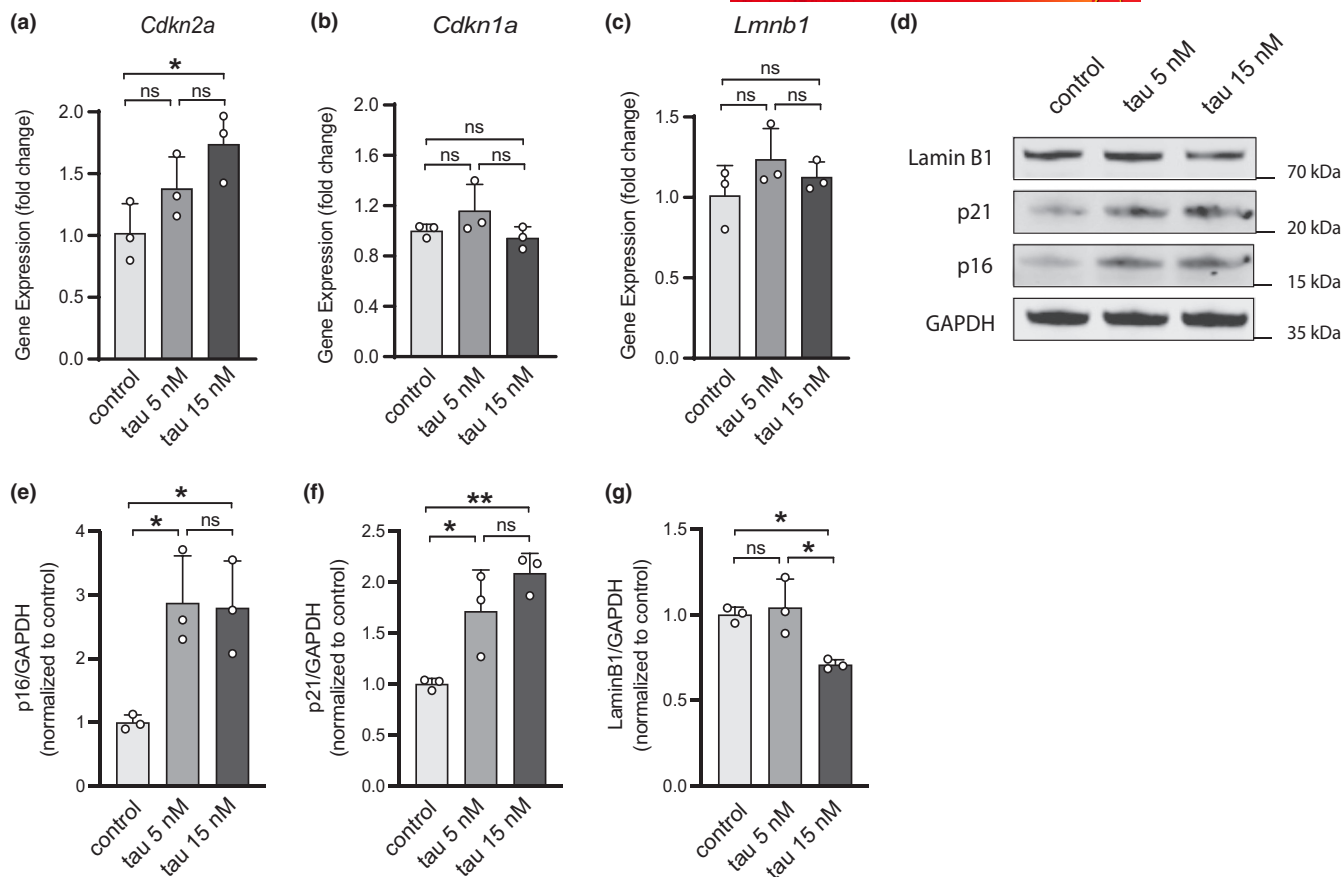 (a)
Cdkn2a
*
ns ns
Gene Expression (fold change)
2.0
1.5
1.0
0.5
0.0
control
tau 5 nM
tau 15 nM
(b)
Cdkn1a
ns
ns ns
Gene Expression (fold change)
2.0
1.6
1.2
0.8
0.4
0.0
control
tau 5 nM
tau 15 nM
(c)
Lmnb1
ns
ns ns
Gene Expression (fold change)
1.5
1.0
0.5
0.0
control
tau 5 nM
tau 15 nM
(d)
control
tau 5 nM
tau 15 nM
Lamin B1
70 kDa
p21
20 kDa
p16
15 kDa
GAPDH
35 kDa
(e)
*
* ns
p16/GAPDH
(normalized to control)
4
3
2
1
0
control
tau 5 nM
tau 15 nM
(f)
**
* ns
p21/GAPDH
(normalized to control)
2.5
2.0
1.5
1.0
0.5
0.0
control
tau 5 nM
tau 15 nM
(g)
*
ns *
LaminB1/GAPDH
(normalized to control)
1.5
1.0
0.5
0.0
control
tau 5 nM
tau 15 nM